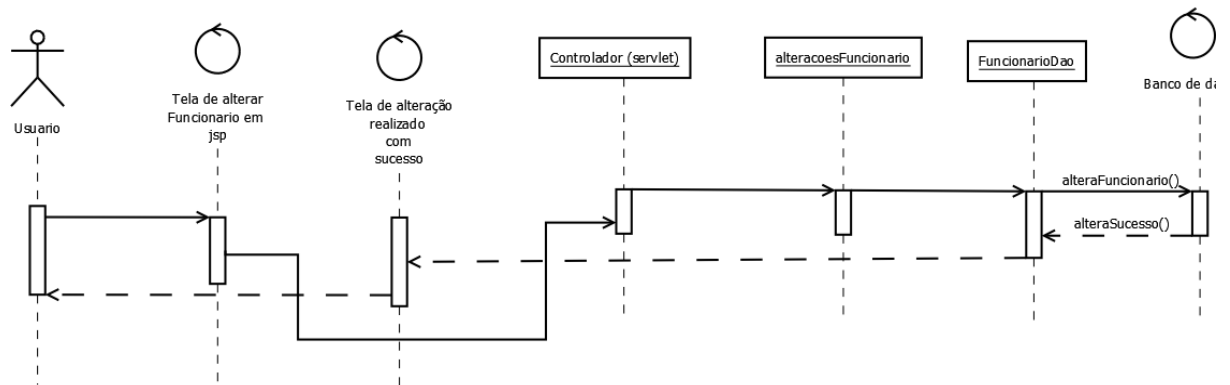 Usuario
Tela de alterar
Funcionario em
jsp
Tela de alteração
realizado
com
sucesso
Controlador (servlet)
alteracoesFuncionario
FuncionarioDao
Banco de da
alteraFuncionario()
alteraSucesso()